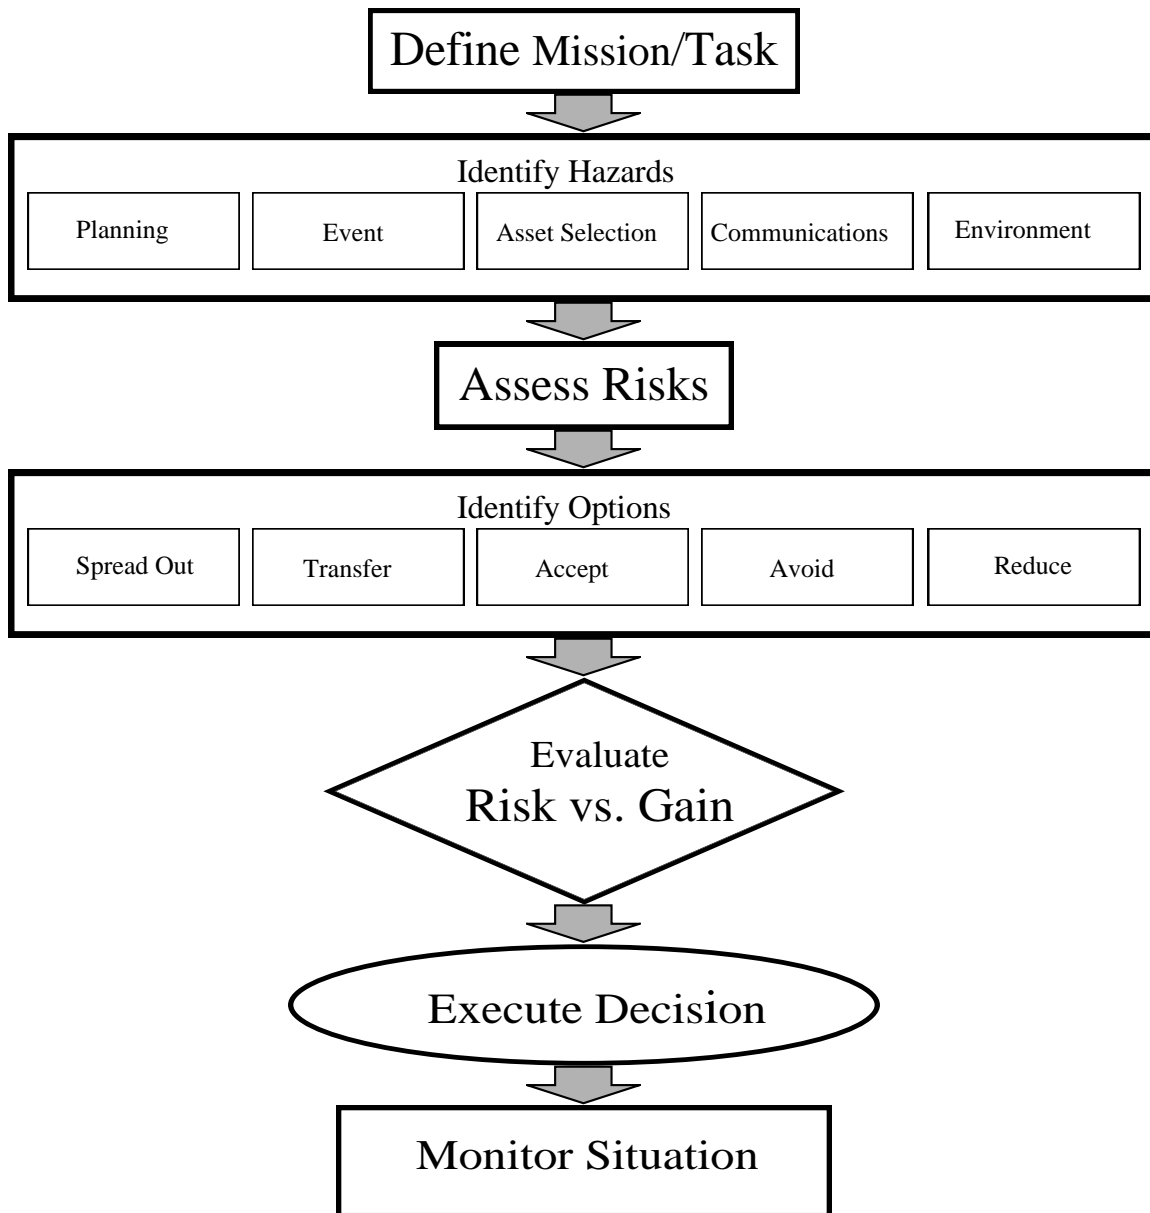 Define Mission/Task
Identify Hazards
Planning
Event
Asset Selection
Communications
Environment
Assess Risks
Identify Options
Spread Out
Transfer
Accept
Avoid
Reduce
Evaluate
Risk vs. Gain
Execute Decision
Monitor Situation